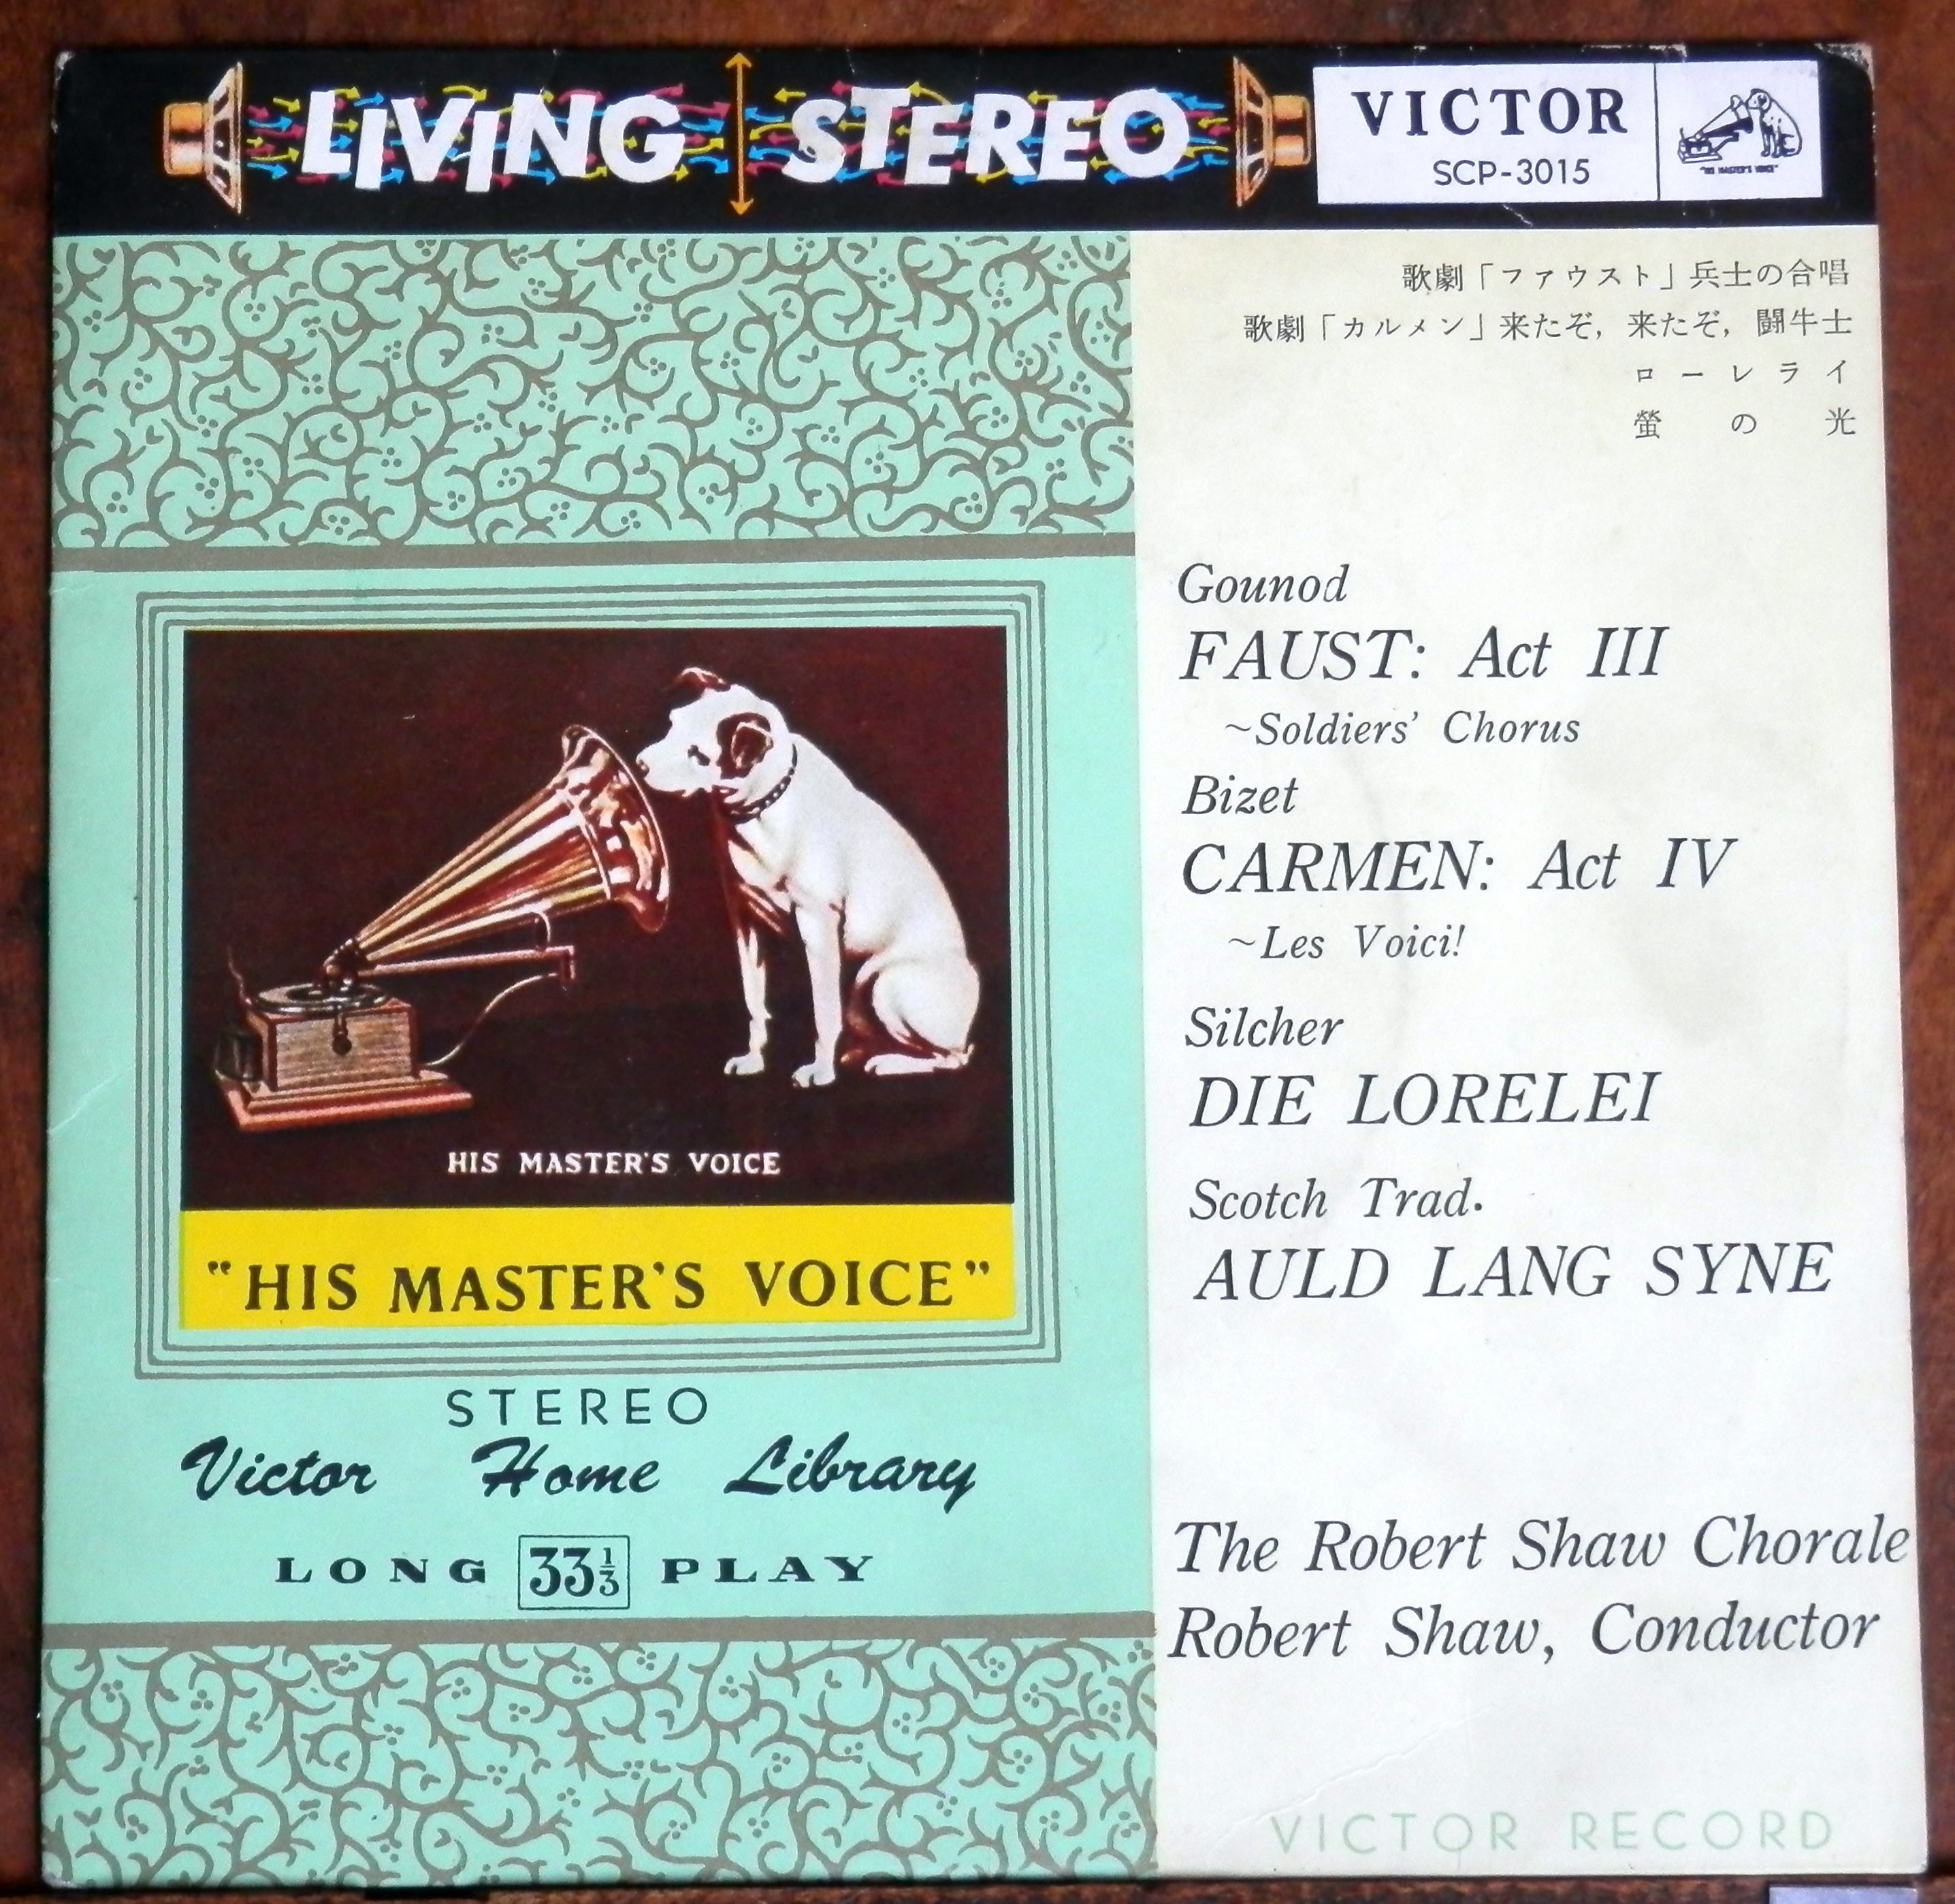 LIVING STEREO
VICTOR
SCP-3015
"HIS MASTER'S VOICE"
歌劇「ファウスト」兵士の合唱
歌劇「カルメン」来たぞ，来たぞ，闘牛士
ローレライ
螢の光
Gounod
FAUST: Act III
~Soldiers' Chorus
Bizet
CARMEN: Act IV
~Les Voici!
Silcher
DIE LORELEI
Scotch Trad.
AULD LANG SYNE
The Robert Shaw Chorale
Robert Shaw, Conductor
VICTOR RECORD
HIS MASTER'S VOICE
"HIS MASTER'S VOICE"
STEREO
Victor Home Library
LONG 33⅓ PLAY